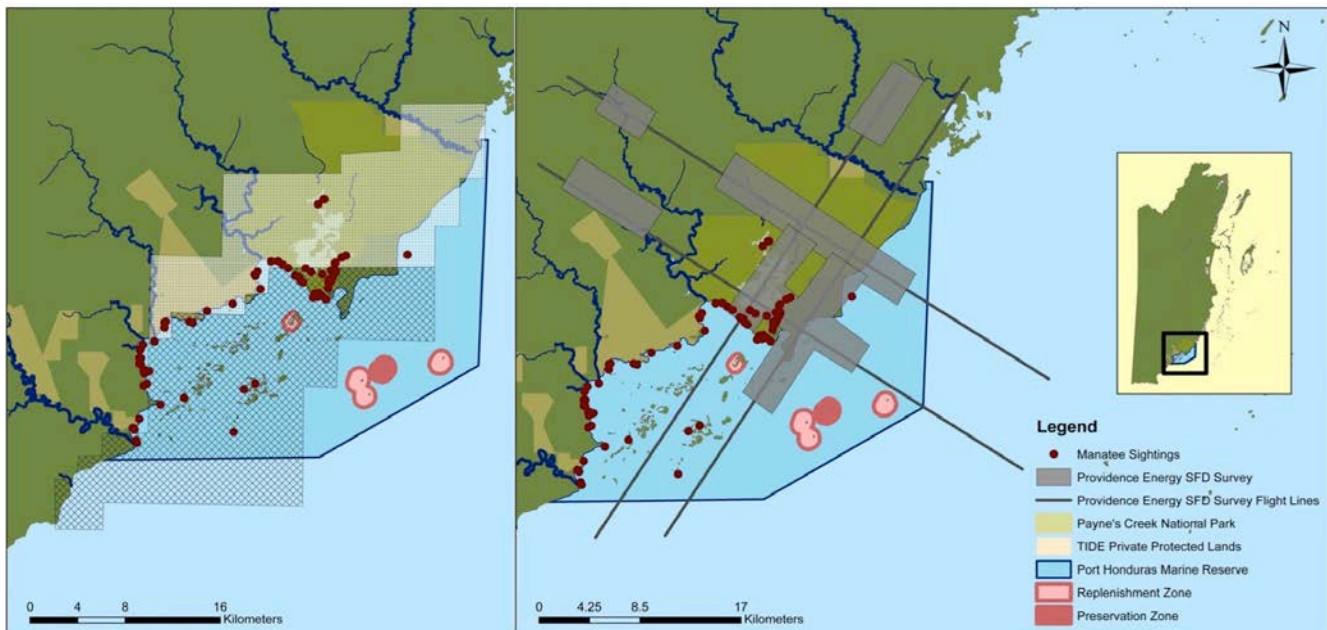 N
Legend
Manatee Sightings
Providence Energy SFD Survey
Providence Energy SFD Survey Flight Lines
Payne's Creek National Park
TIDE Private Protected Lands
Port Honduras Marine Reserve
Replenishment Zone
Preservation Zone
0 4 8 16
Kilometers
0 4.25 8.5 17
Kilometers